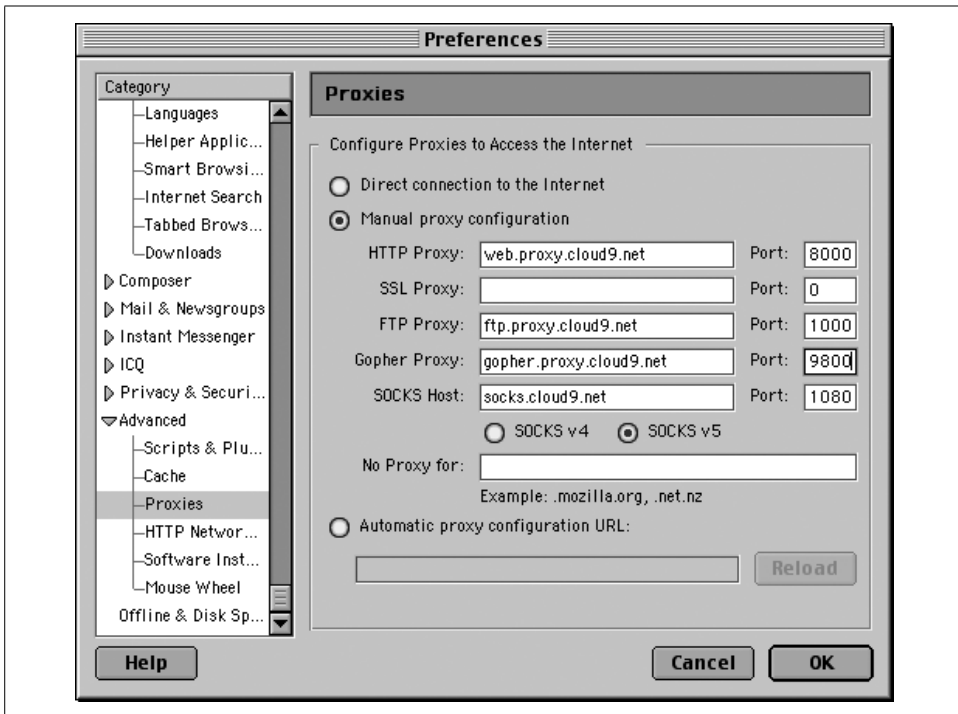 Preferences
Category
Languages
Helper Applic...
Smart Browsi...
Internet Search
Tabbed Brows...
Downloads
Composer
Mail & Newsgroups
Instant Messenger
ICQ
Privacy & Securi...
Advanced
Scripts & Plu...
Cache
Proxies
HTTP Networ...
Software Inst...
Mouse Wheel
Offline & Disk Sp...
Proxies
Configure Proxies to Access the Internet
Direct connection to the Internet
Manual proxy configuration
HTTP Proxy: web.proxy.cloud9.net Port: 8000
SSL Proxy: Port: 0
FTP Proxy: ftp.proxy.cloud9.net Port: 1000
Gopher Proxy: gopher.proxy.cloud9.net Port: 9800
SOCKS Host: socks.cloud9.net Port: 1080
SOCKS v4 SOCKS v5
No Proxy for:
Example: .mozilla.org, .net.nz
Automatic proxy configuration URL:
Reload
Help Cancel OK